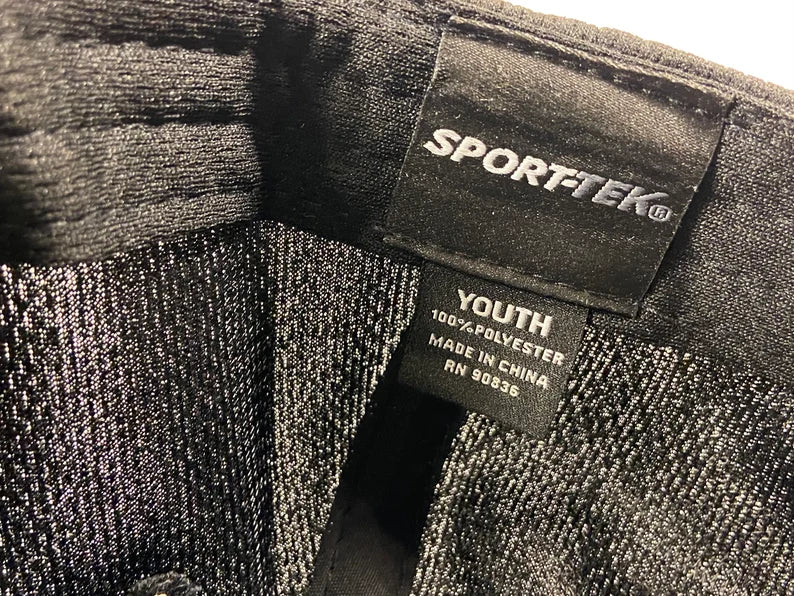 SPORT-TEK®
YOUTH
100% POLYESTER
MADE IN CHINA
RN 90836